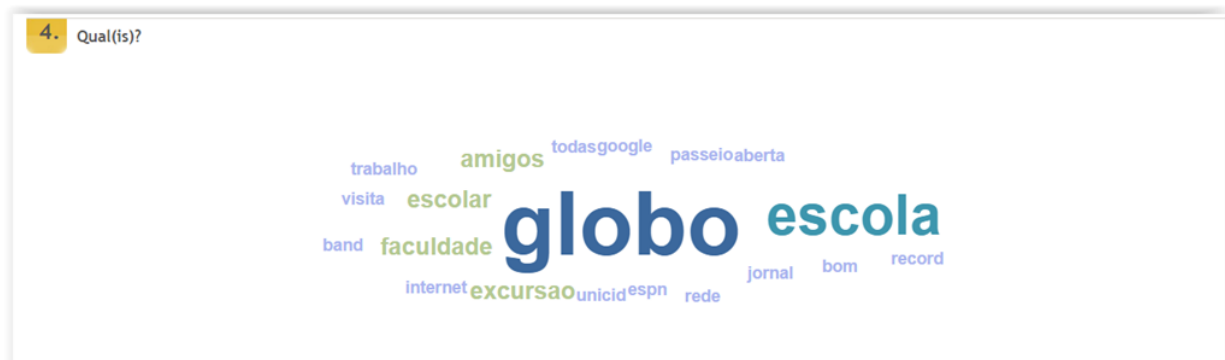 4. Qual(is)?
todas google
amigos
passeio aberta
trabalho
visita
escolar
globo
escola
band
faculdade
record
bom
jornal
internet
excursao
unicid
espn
rede